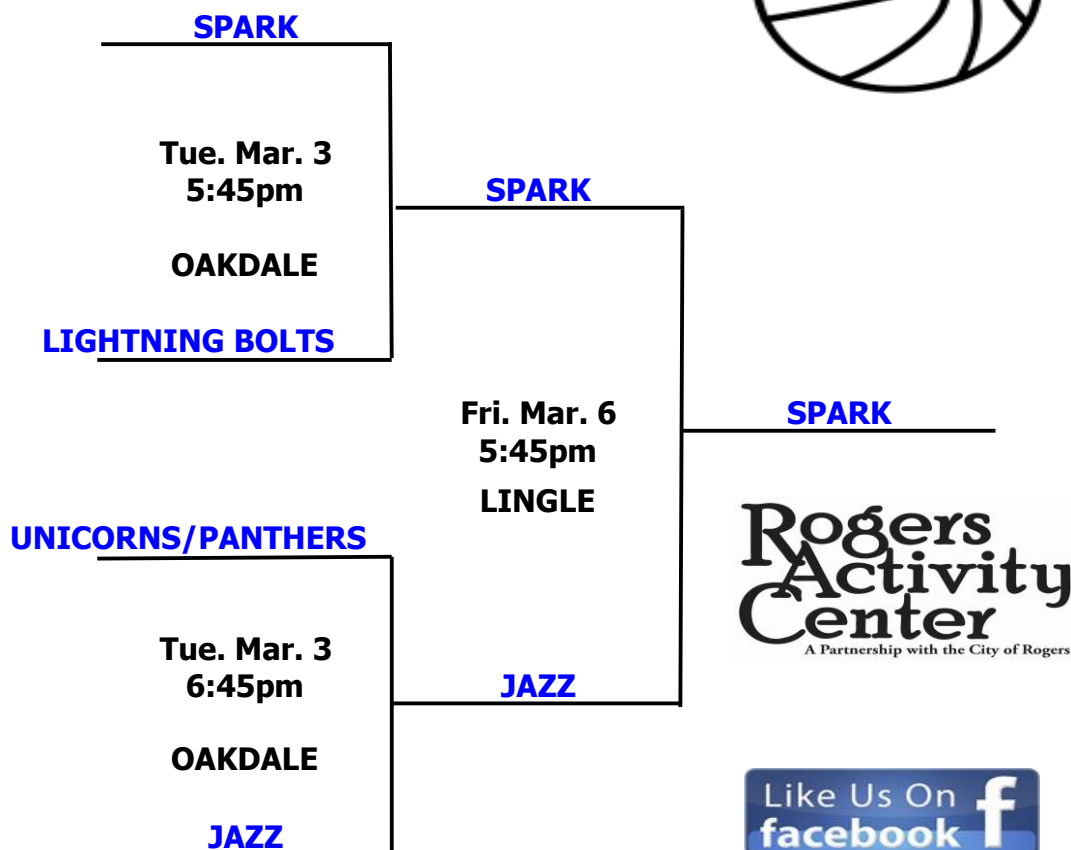 SPARK
Tue. Mar. 3
5:45pm
OAKDALE
LIGHTNING BOLTS
SPARK
Fri. Mar. 6
5:45pm
LINGLE
SPARK
UNICORNS/PANTHERS
Tue. Mar. 3
6:45pm
OAKDALE
JAZZ
JAZZ
Rogers
Activity
Center
A Partnership with the City of Rogers
Like Us On
facebook
f